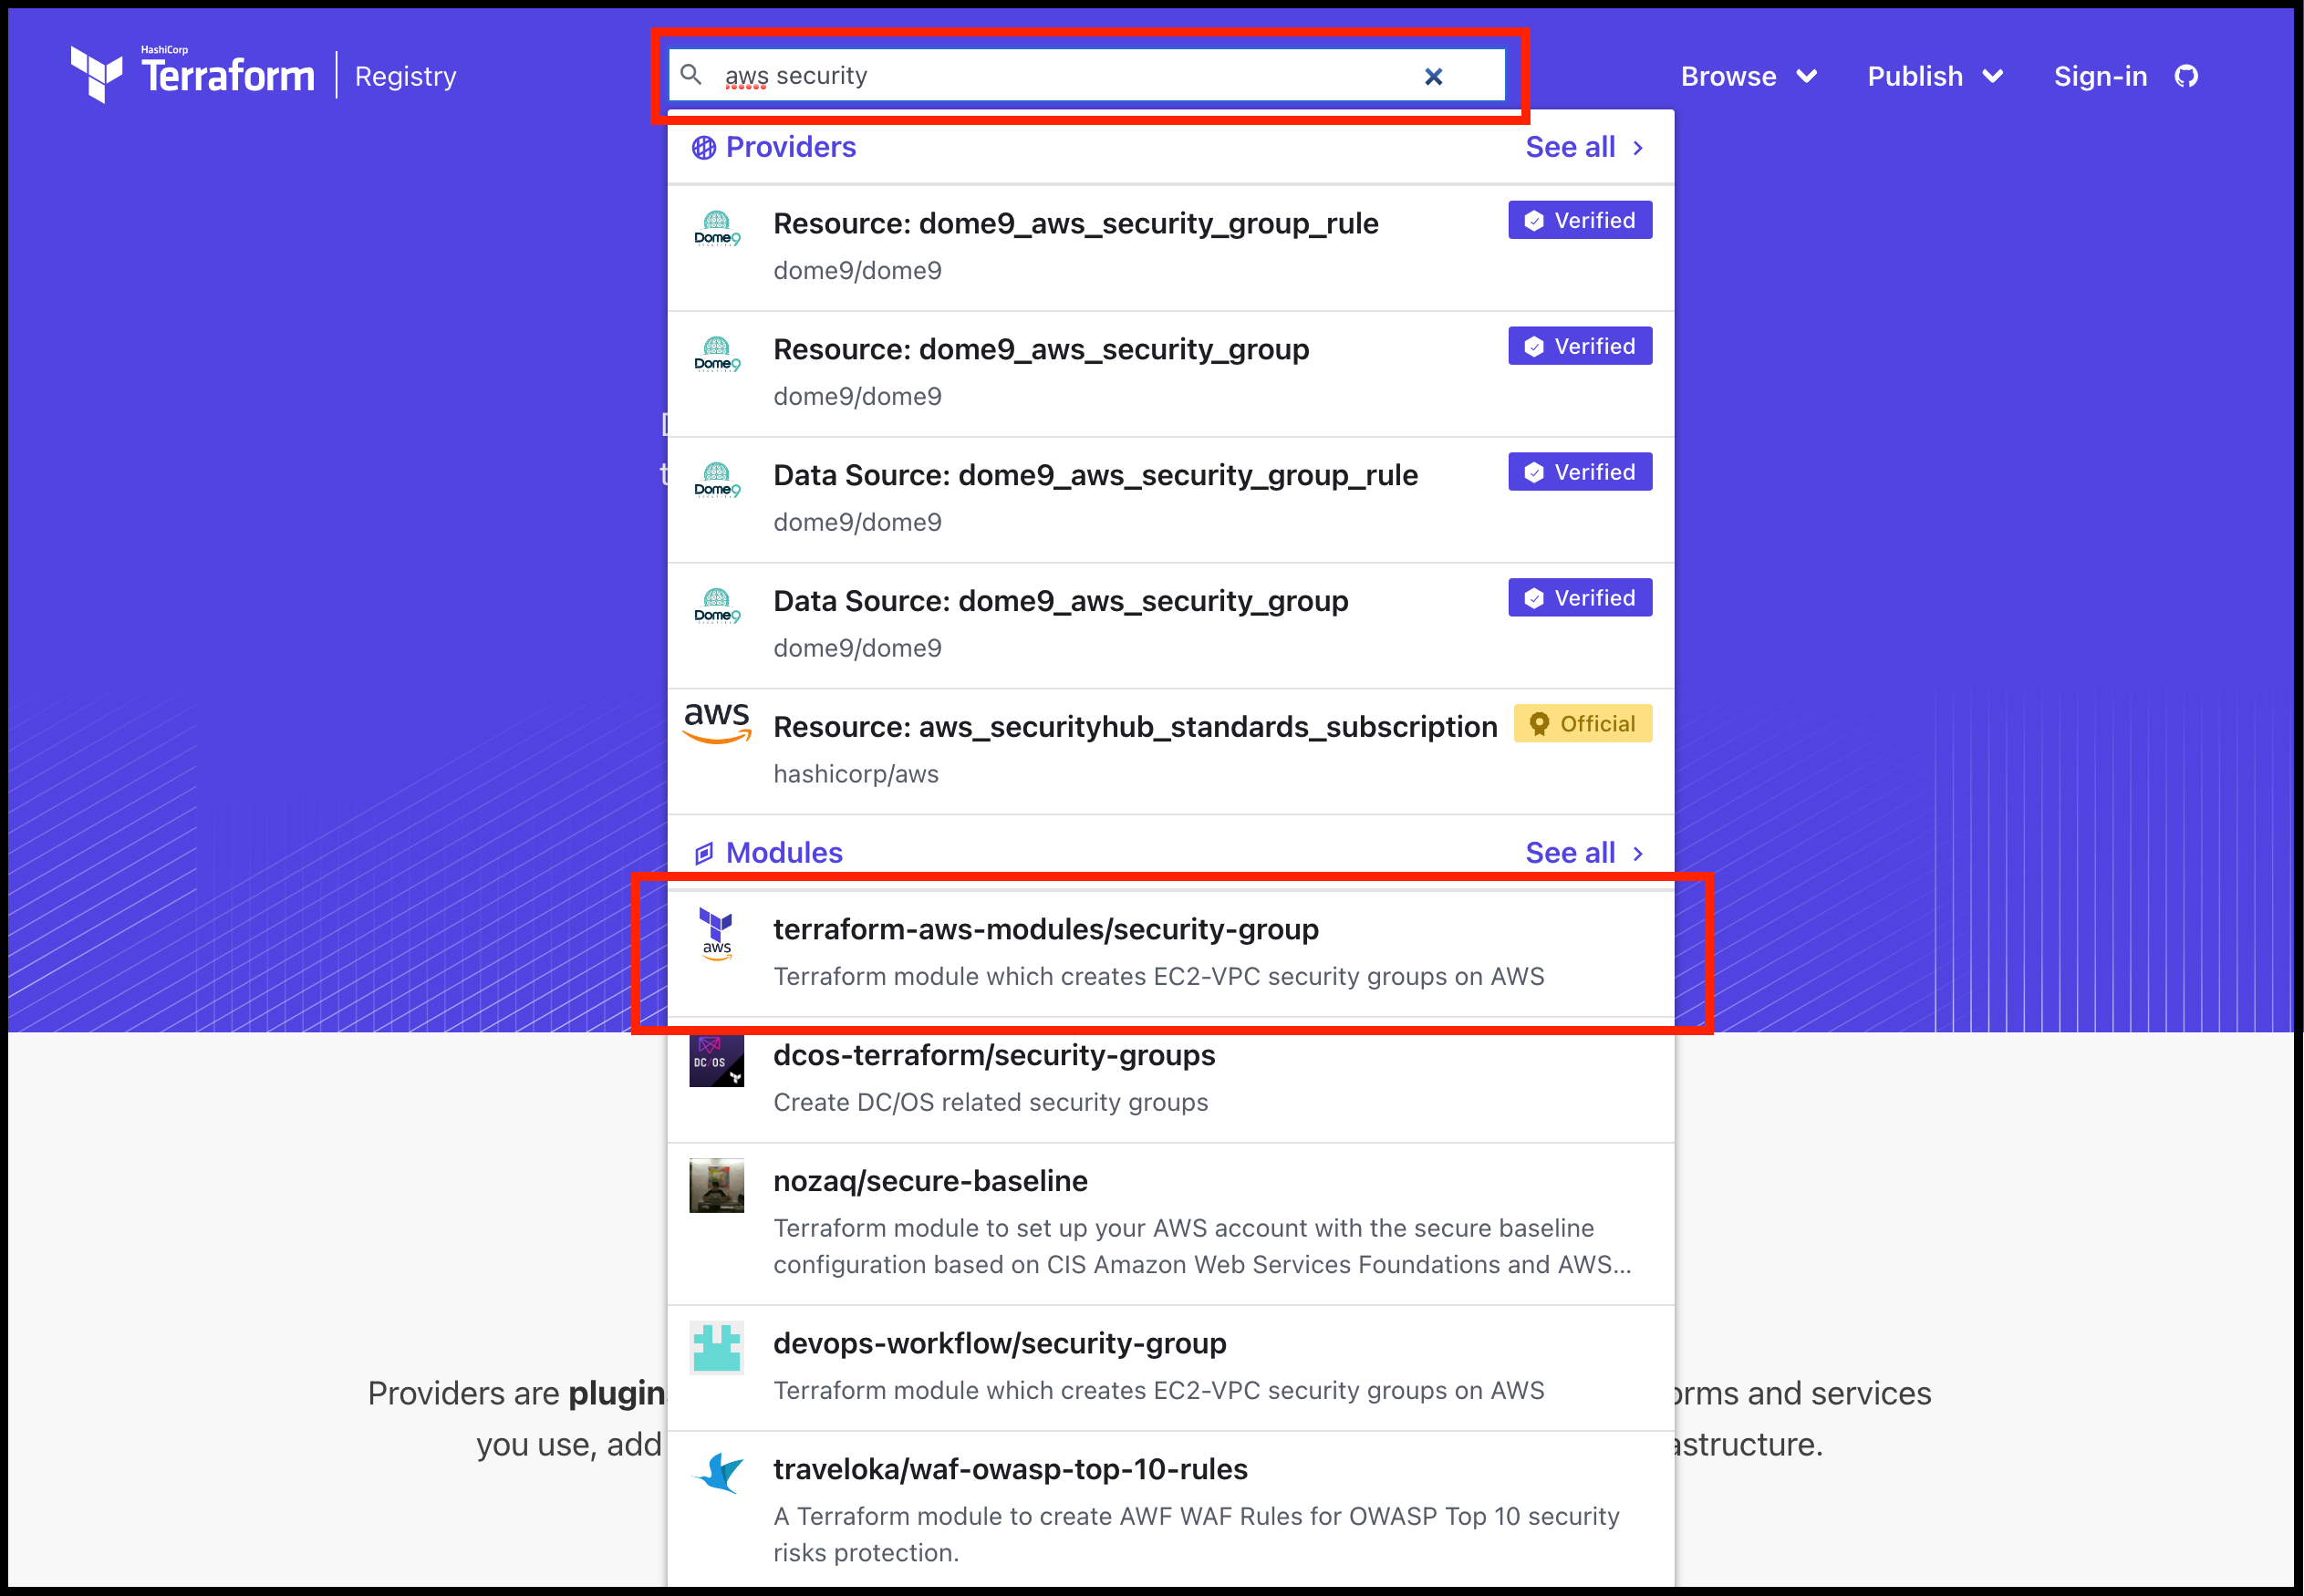 HashiCorp
Terraform
Registry
aws security
Browse
Publish
Sign-in
Providers
See all
Dome9
Resource: dome9_aws_security_group_rule
Verified
dome9/dome9
Dome9
Resource: dome9_aws_security_group
Verified
dome9/dome9
Dome9
Data Source: dome9_aws_security_group_rule
Verified
dome9/dome9
Dome9
Data Source: dome9_aws_security_group
Verified
dome9/dome9
aws
Resource: aws_securityhub_standards_subscription
Official
hashicorp/aws
Modules
See all
aws
terraform-aws-modules/security-group
Terraform module which creates EC2-VPC security groups on AWS
DC/OS
dcos-terraform/security-groups
Create DC/OS related security groups
nozaq/secure-baseline
Terraform module to set up your AWS account with the secure baseline
configuration based on CIS Amazon Web Services Foundations and AWS...
devops-workflow/security-group
Terraform module which creates EC2-VPC security groups on AWS
traveloka/waf-owasp-top-10-rules
A Terraform module to create AWF WAF Rules for OWASP Top 10 security
risks protection.
Providers are plugin
orms and services
you use, add
astructure.